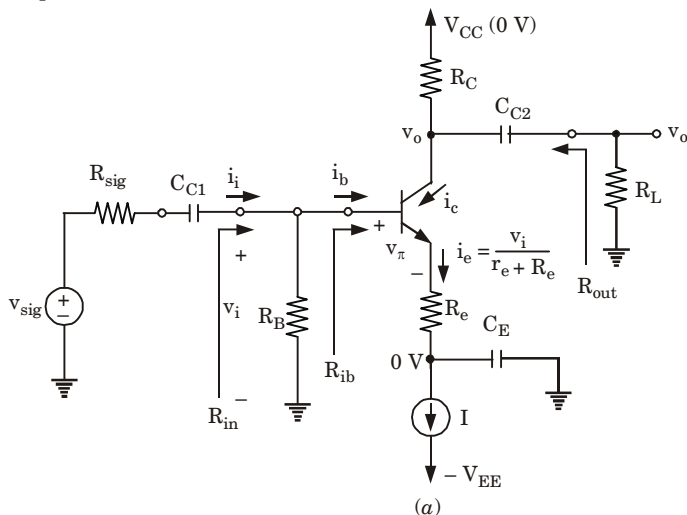 V_CC (0 V)
R_C
C_C2
v_o
v_o
R_sig
C_C1
i_i
i_b
i_c
R_L
+
+
v_π
−
i_e = v_i / (r_e + R_e)
R_out
v_sig
+
−
v_i
R_B
R_e
C_E
0 V
R_ib
R_in
−
I
− V_EE
(a)